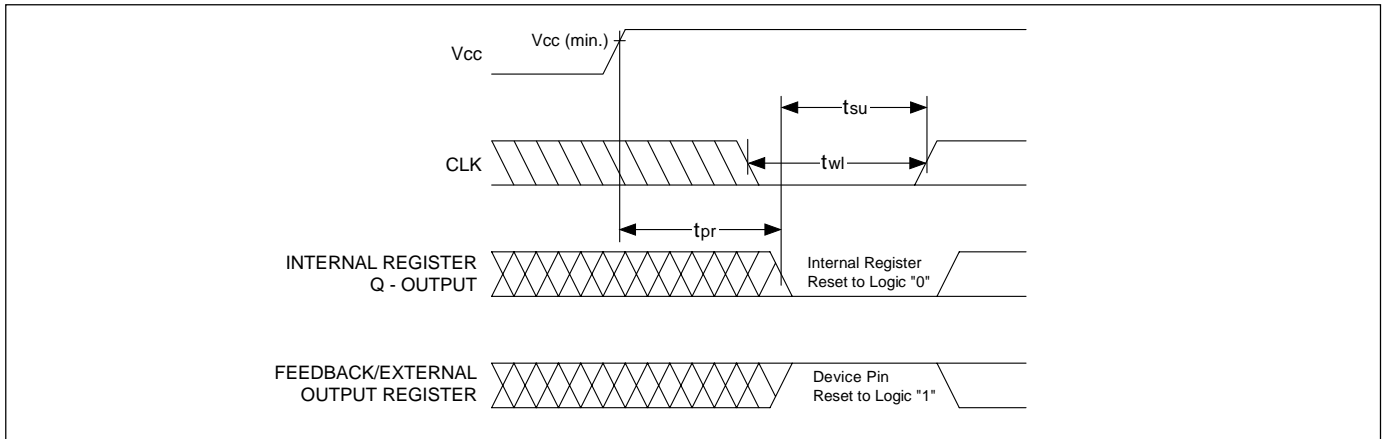 Vcc
Vcc (min.)
tsu
CLK
twl
tpr
INTERNAL REGISTER
Q - OUTPUT
Internal Register
Reset to Logic "0"
FEEDBACK/EXTERNAL
OUTPUT REGISTER
Device Pin
Reset to Logic "1"